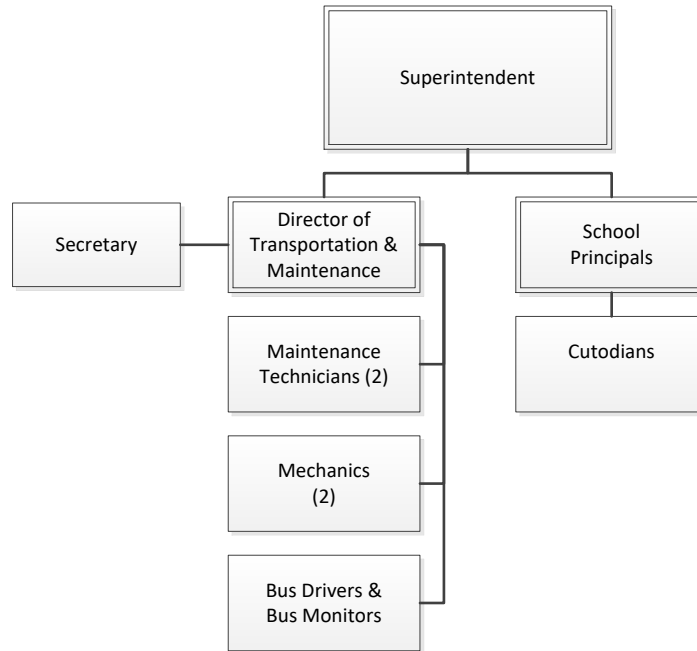 Superintendent
Secretary
Director of
Transportation &
Maintenance
School
Principals
Maintenance
Technicians (2)
Cutodians
Mechanics
(2)
Bus Drivers &
Bus Monitors